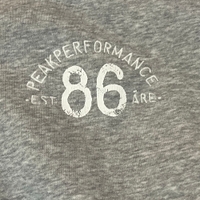 PEAKPERFORMANCE
- EST 86 ÅRE -